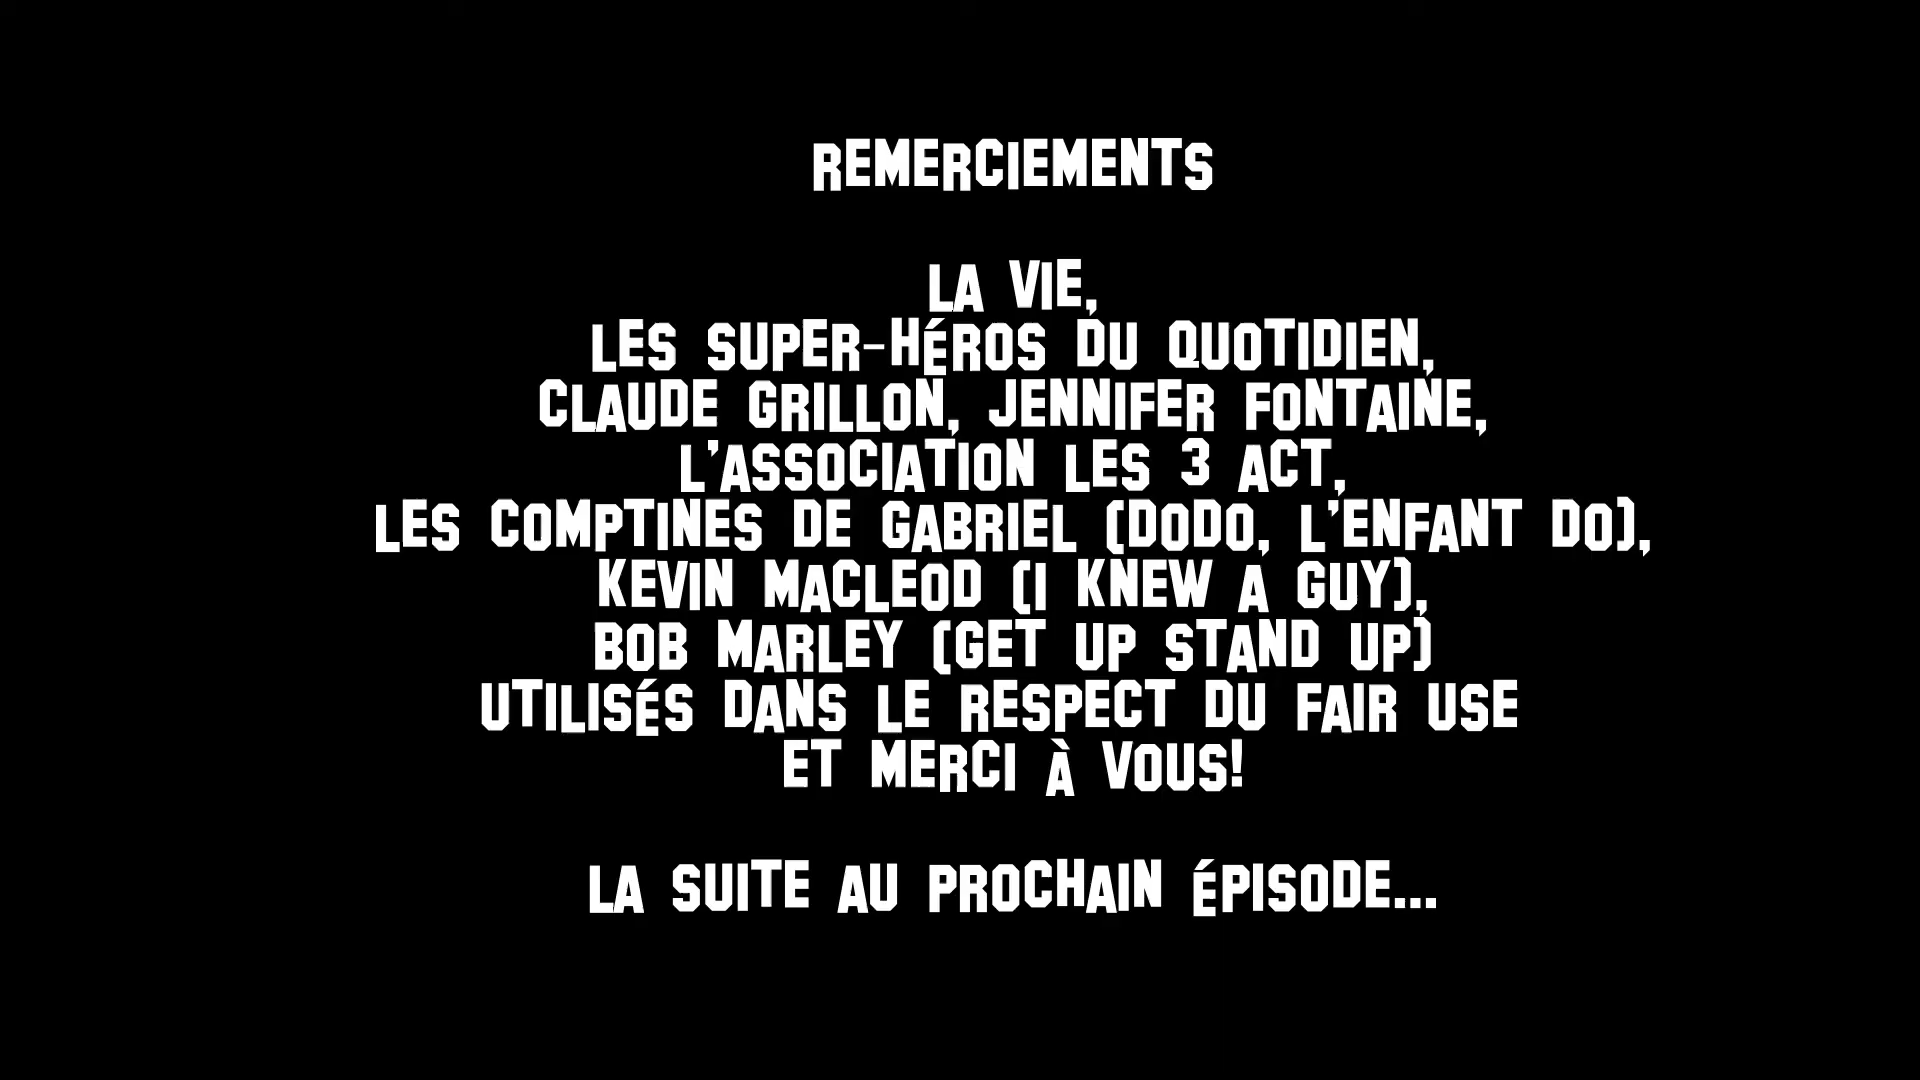 REMERCIEMENTS
LA VIE,
LES SUPER-HÉROS DU QUOTIDIEN,
CLAUDE GRILLON, JENNIFER FONTAINE,
L'ASSOCIATION LES 3 ACT,
LES COMPTINES DE GABRIEL (DODO, L'ENFANT DO),
KEVIN MACLEOD (I KNEW A GUY),
BOB MARLEY (GET UP STAND UP)
UTILISÉS DANS LE RESPECT DU FAIR USE
ET MERCI À VOUS!
LA SUITE AU PROCHAIN ÉPISODE...